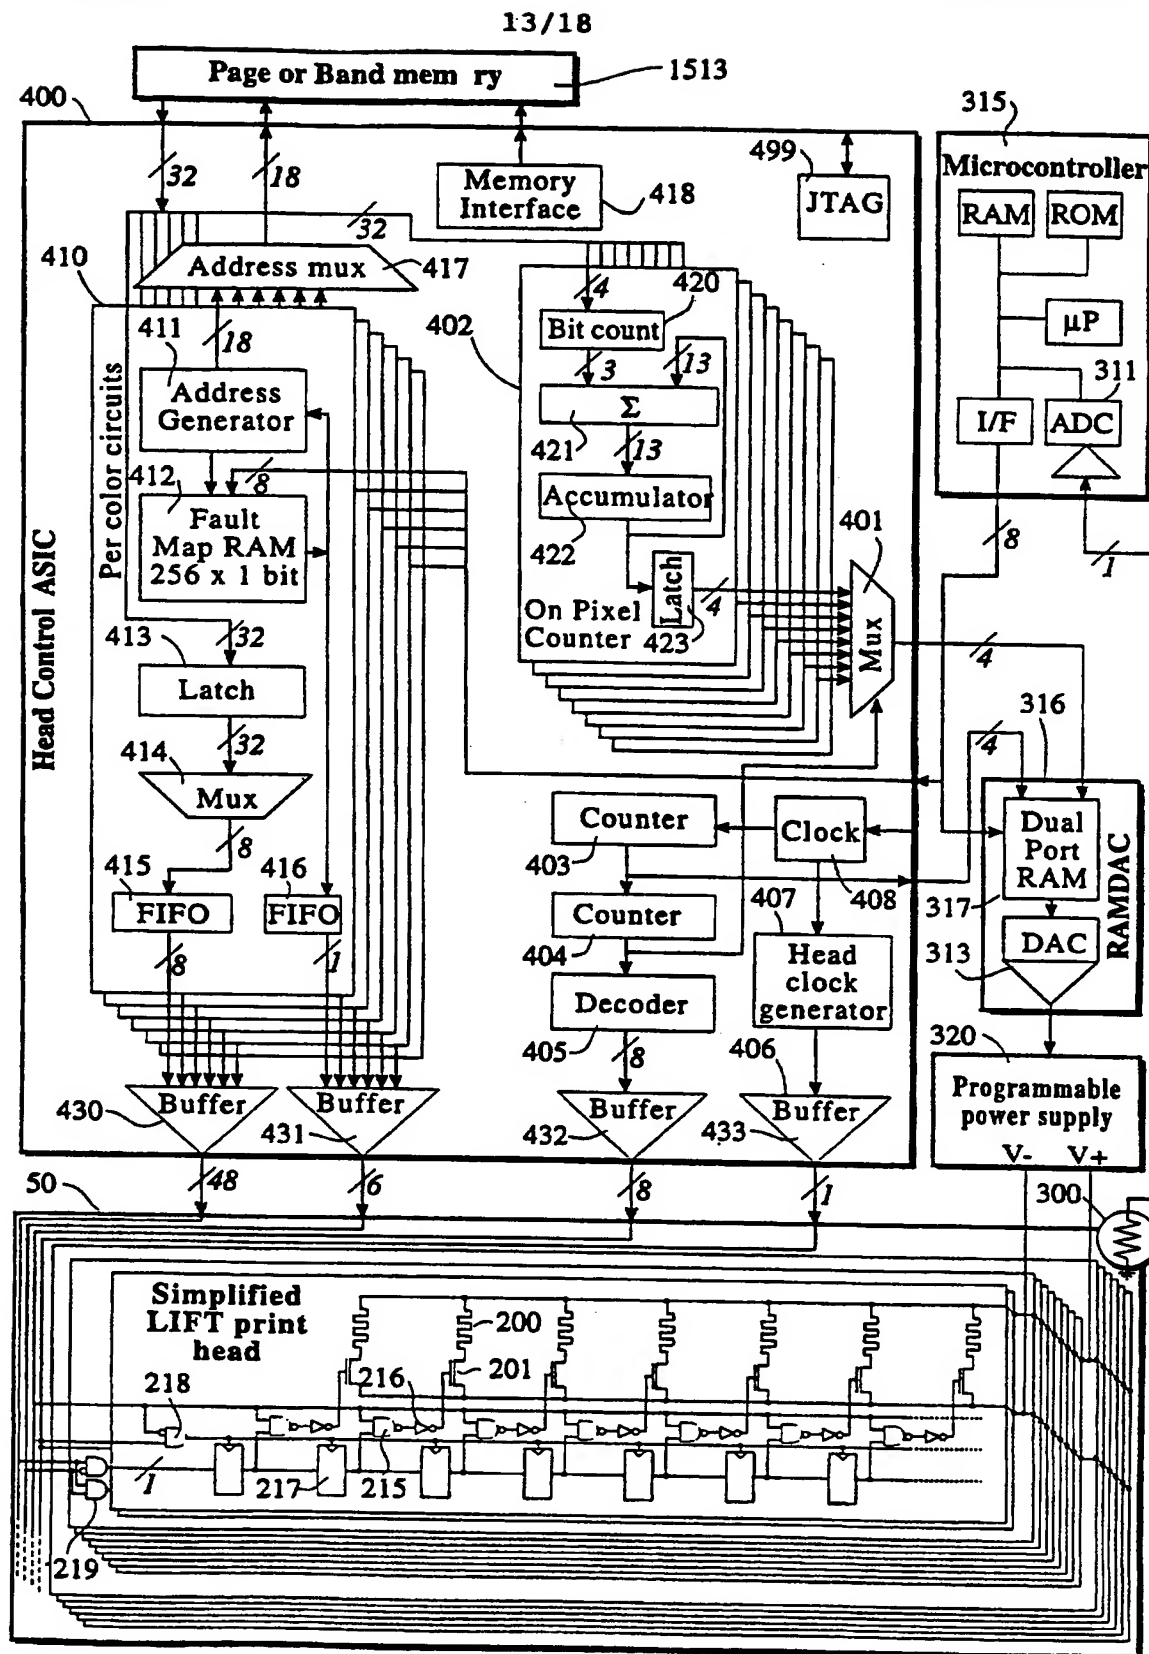 13/18
Page or Band mem ry
1513
400
315
Microcontroller
RAM
ROM
µP
311
I/F
ADC
8
1
32
18
Memory
Interface
418
499
JTAG
32
Address mux
417
410
Per color circuits
411
18
Address
Generator
412
8
Fault
Map RAM
256 x 1 bit
413
32
Latch
32
414
Mux
8
415
FIFO
416
FIFO
8
1
Head Control ASIC
402
4
420
Bit count
3
13
Σ
421
13
Accumulator
422
Latch
4
423
On Pixel
Counter
401
Mux
4
4
316
Dual
Port
RAM
317
DAC
313
RAMDAC
Counter
403
Clock
408
Counter
404
407
Head
clock
generator
Decoder
405
8
406
320
Programmable
power supply
V-
V+
Buffer
430
Buffer
431
Buffer
432
Buffer
433
48
6
8
1
50
300
Simplified
LIFT print
head
200
201
218
216
1
217
215
219